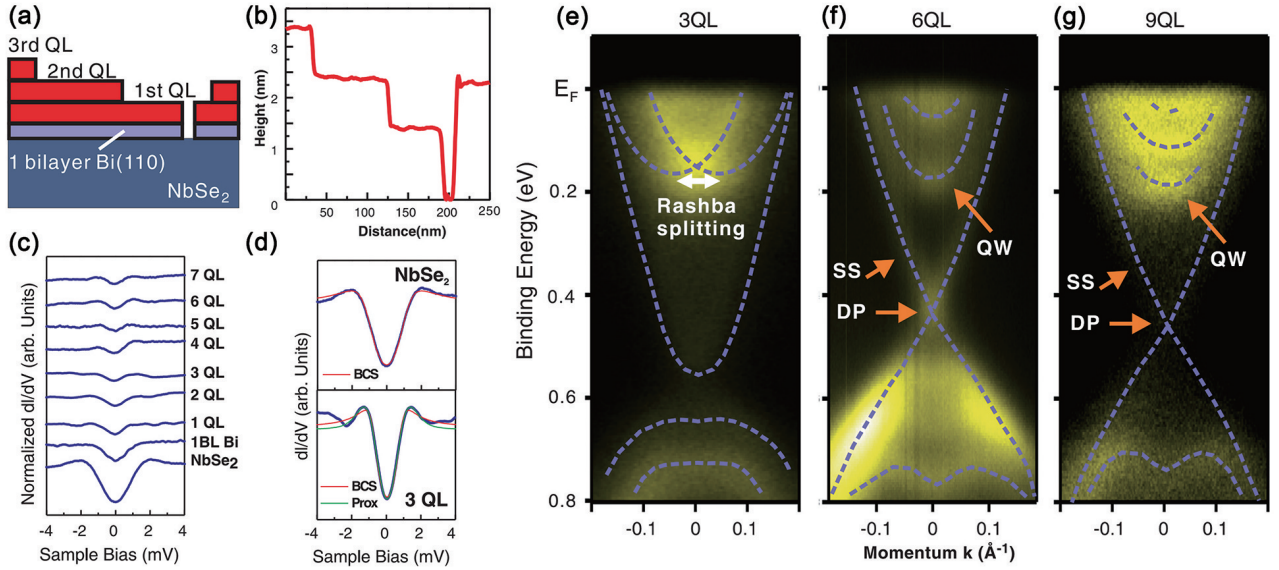 (a)
3rd QL
2nd QL
1st QL
1 bilayer Bi(110)
NbSe2
(b)
Height (nm)
4
3
2
1
0
0 50 100 150 200 250
Distance(nm)
(c)
Normalized dI/dV (arb. Units)
7 QL
6 QL
5 QL
4 QL
3 QL
2 QL
1 QL
1BL Bi
NbSe2
-4 -2 0 2 4
Sample Bias (mV)
(d)
dI/dV (arb. Units)
NbSe2
BCS
BCS
Prox
3 QL
-4 -2 0 2 4
Sample Bias (mV)
(e)
3QL
Binding Energy (eV)
EF
0.2
0.4
0.6
0.8
Rashba
splitting
-0.1 0 0.1
(f)
6QL
QW
SS
DP
-0.1 0 0.1
Momentum k (Å-1)
(g)
9QL
QW
SS
DP
-0.1 0 0.1